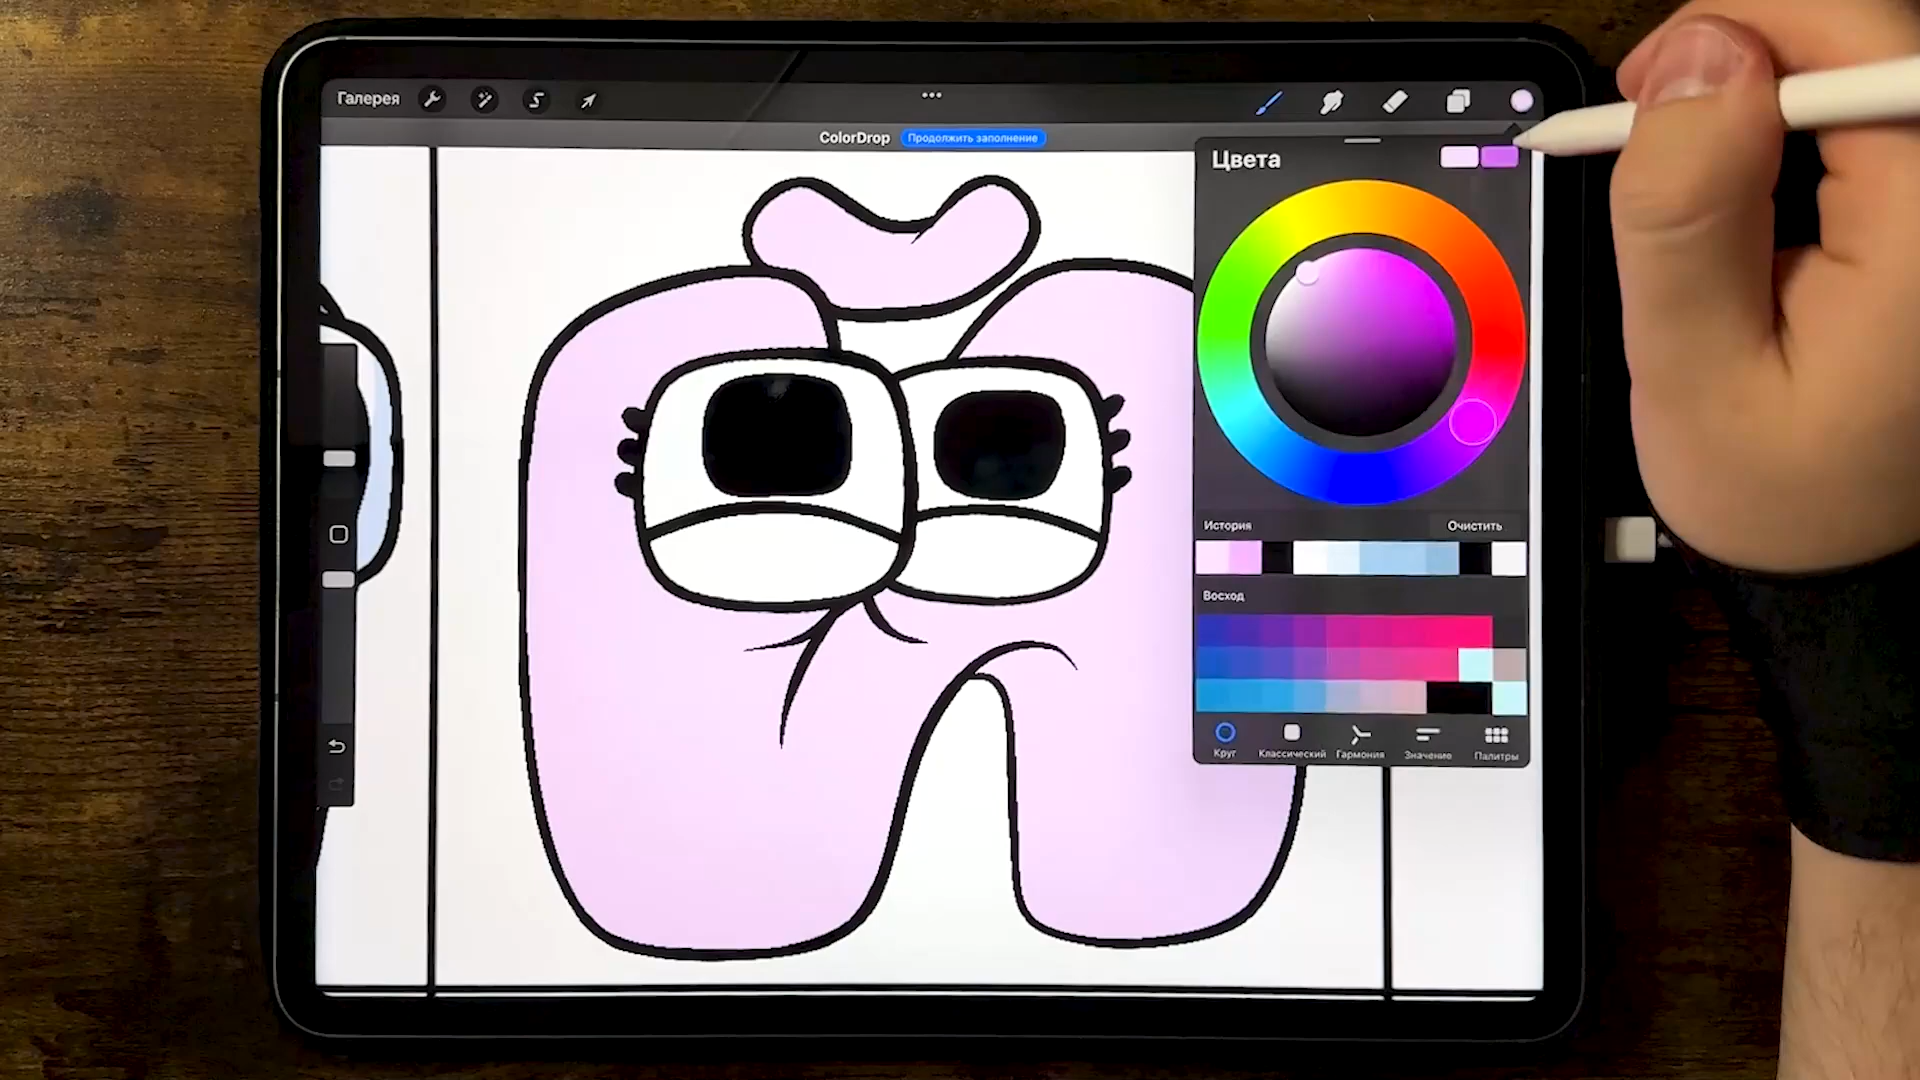 Галерея
ColorDrop Продолжить заполнение
Цвета
История Очистить
Восход
Круг Классический Гармония Значение Палитры